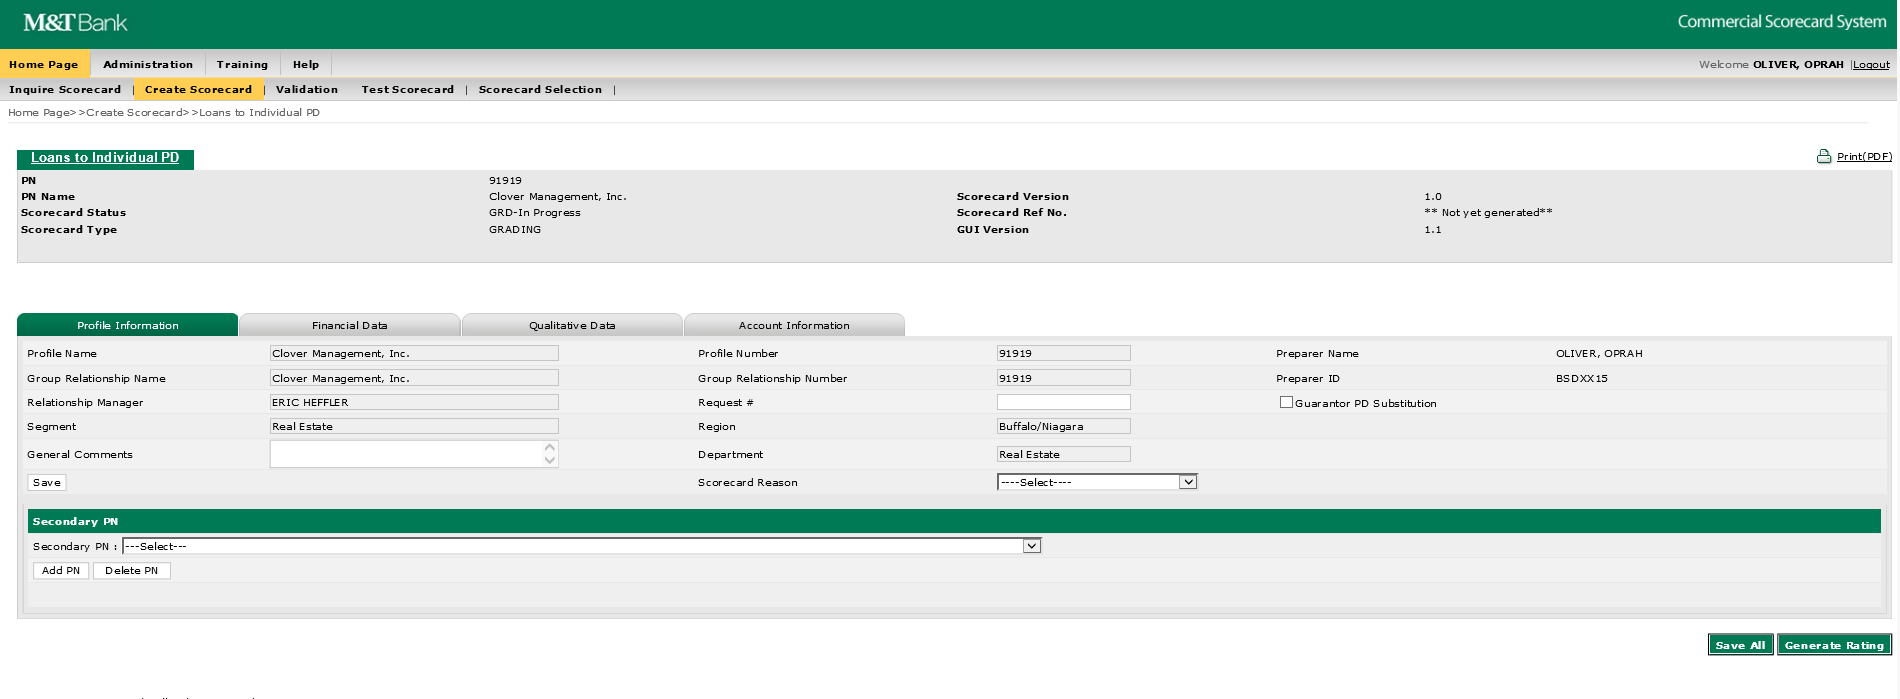 M&T Bank
Commercial Scorecard System
Home Page Administration Training Help
Welcome OLIVER, OPRAH |Logout
Inquire Scorecard | Create Scorecard | Validation Test Scorecard | Scorecard Selection |
Home Page>>Create Scorecard>>Loans to Individual PD
Loans to Individual PD
Print(PDF)
PN 91919
PN Name Clover Management, Inc. Scorecard Version 1.0
Scorecard Status GRD-In Progress Scorecard Ref No. ** Not yet generated**
Scorecard Type GRADING GUI Version 1.1
Profile Information Financial Data Qualitative Data Account Information
Profile Name Clover Management, Inc. Profile Number 91919 Preparer Name OLIVER, OPRAH
Group Relationship Name Clover Management, Inc. Group Relationship Number 91919 Preparer ID BSDXX15
Relationship Manager ERIC HEFFLER Request # Guarantor PD Substitution
Segment Real Estate Region Buffalo/Niagara
General Comments Department Real Estate
Save Scorecard Reason ----Select----
Secondary PN
Secondary PN : ---Select---
Add PN Delete PN
Save All Generate Rating